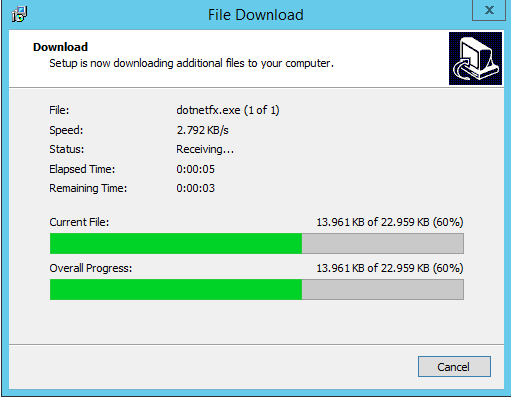 File Download
x
Download
Setup is now downloading additional files to your computer.
File: dotnetfx.exe (1 of 1)
Speed: 2.792 KB/s
Status: Receiving...
Elapsed Time: 0:00:05
Remaining Time: 0:00:03
Current File: 13.961 KB of 22.959 KB (60%)
Overall Progress: 13.961 KB of 22.959 KB (60%)
Cancel